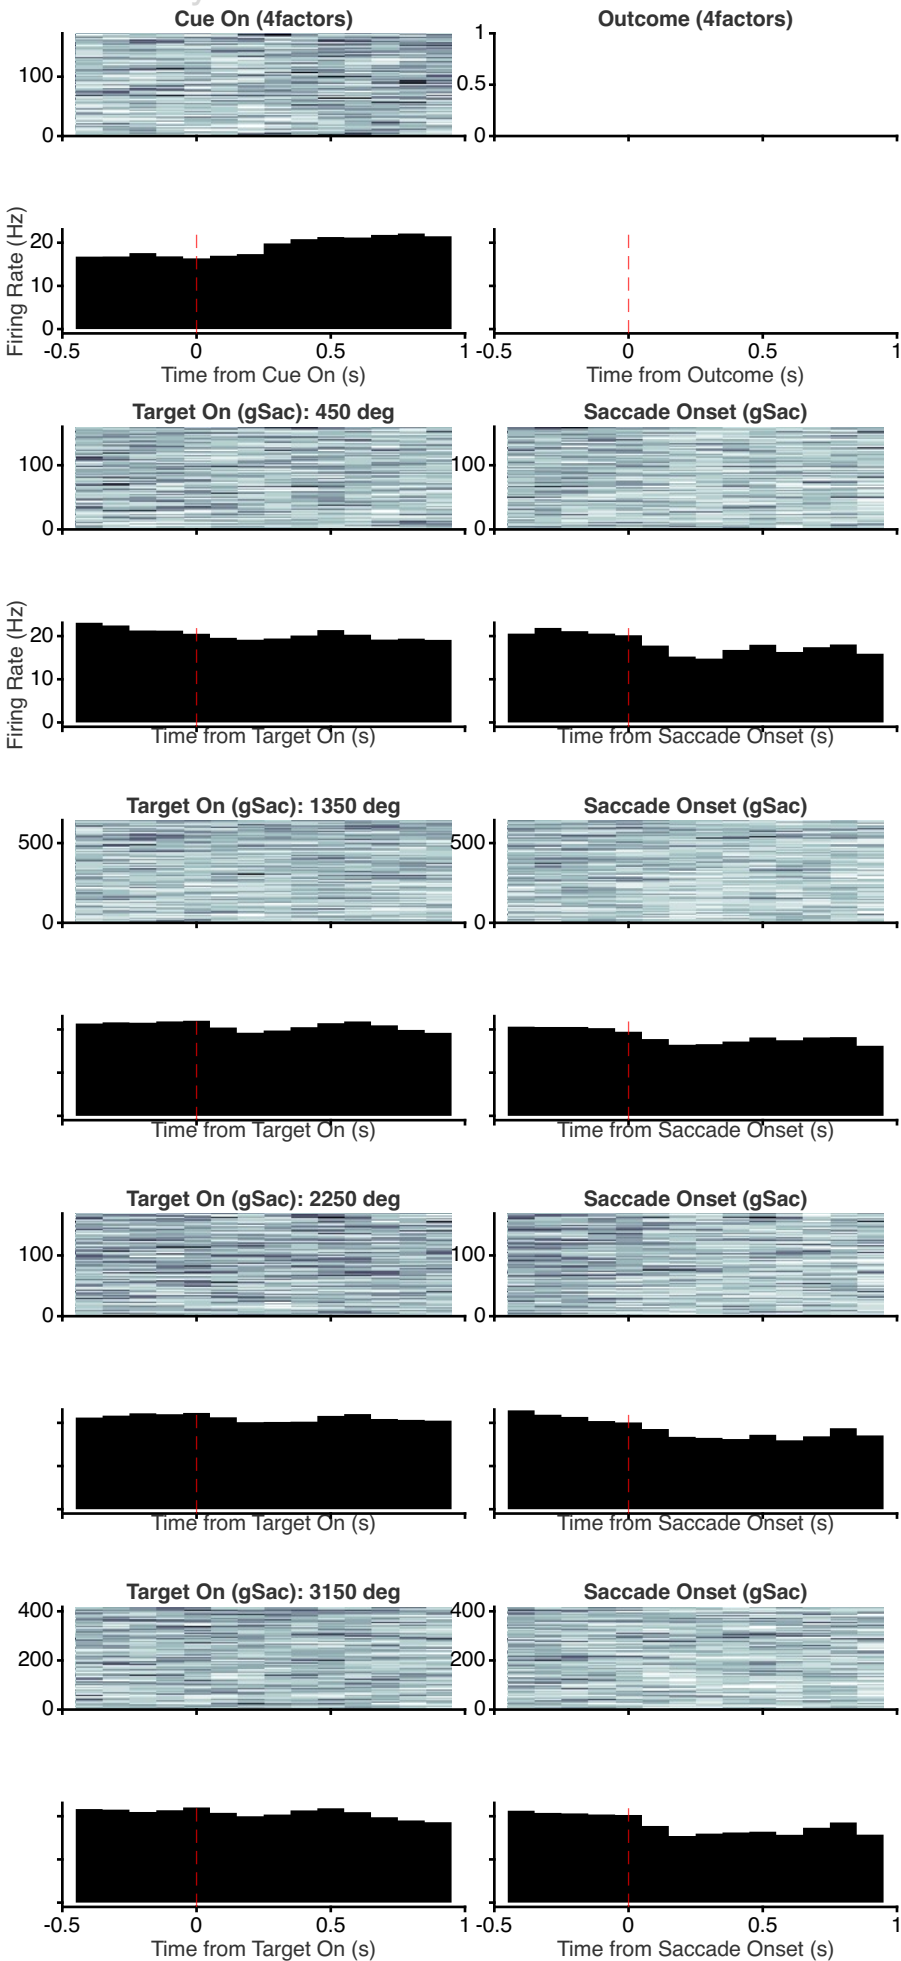 Cue On (4factors)
Outcome (4factors)
100
0
1
0.5
0
Firing Rate (Hz)
20
10
0
-0.5 0 0.5 1
Time from Cue On (s)
-0.5 0 0.5 1
Time from Outcome (s)
Target On (gSac): 450 deg
Saccade Onset (gSac)
100
0
100
0
Firing Rate (Hz)
20
10
0
Time from Target On (s)
Time from Saccade Onset (s)
Target On (gSac): 1350 deg
Saccade Onset (gSac)
500
0
500
0
Time from Target On (s)
Time from Saccade Onset (s)
Target On (gSac): 2250 deg
Saccade Onset (gSac)
100
0
100
0
Time from Target On (s)
Time from Saccade Onset (s)
Target On (gSac): 3150 deg
Saccade Onset (gSac)
400
200
0
400
200
0
-0.5 0 0.5 1
Time from Target On (s)
-0.5 0 0.5 1
Time from Saccade Onset (s)